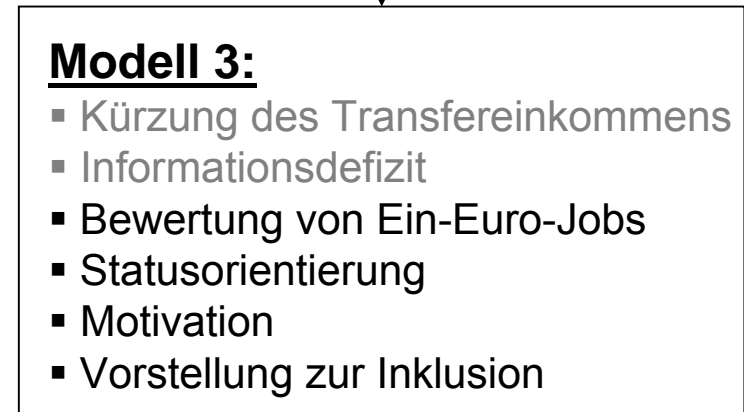 Modell 3:
▪ Kürzung des Transfereinkommens
▪ Informationsdefizit
▪ Bewertung von Ein-Euro-Jobs
▪ Statusorientierung
▪ Motivation
▪ Vorstellung zur Inklusion